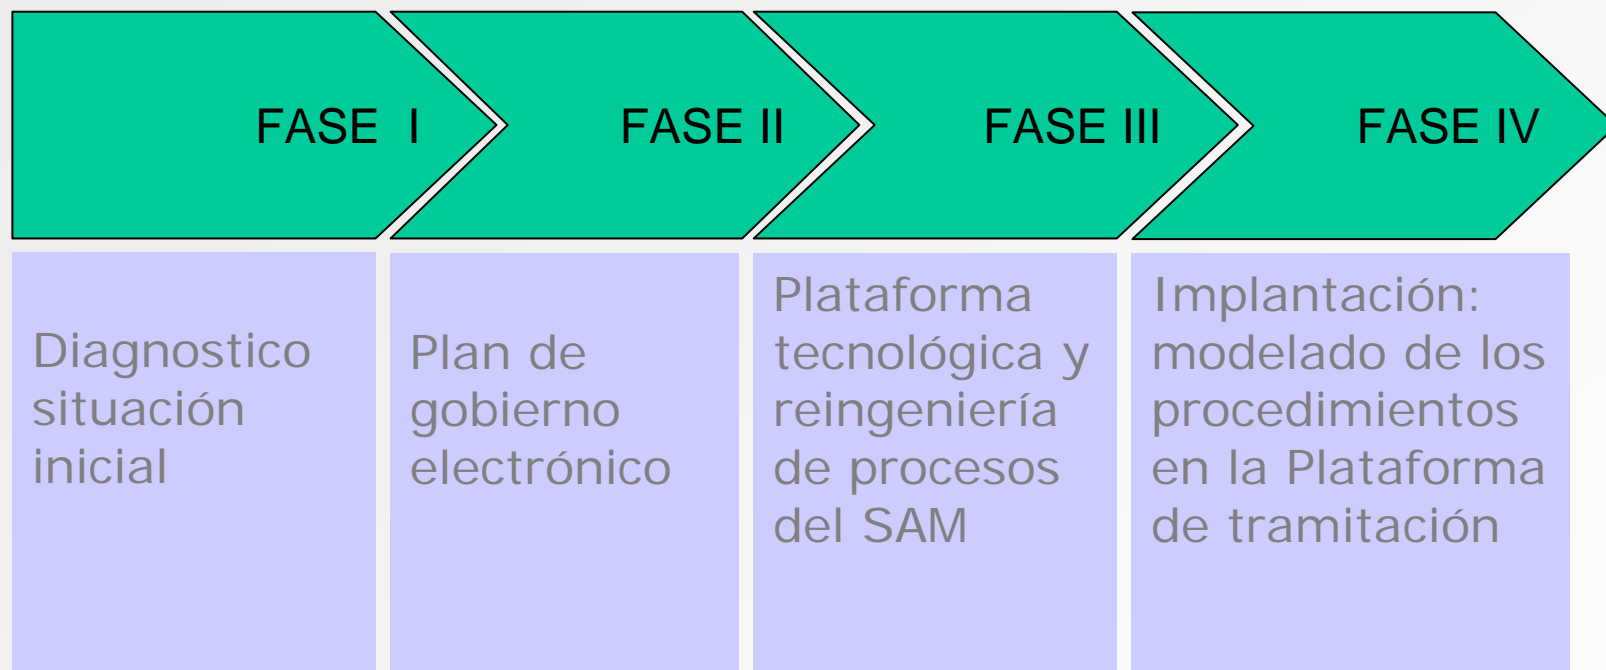 FASE I
FASE II
FASE III
FASE IV
Diagnostico
situación
inicial
Plan de
gobierno
electrónico
Plataforma
tecnológica y
reingeniería
de procesos
del SAM
Implantación:
modelado de los
procedimientos
en la Plataforma
de tramitación